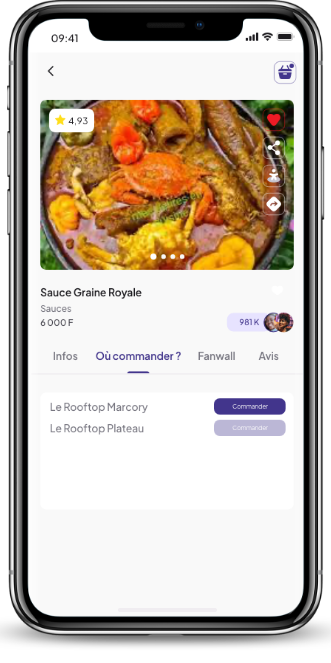 09:41
4,93
Sauce Graine Royale
Sauces
6 000 F
981 K
Infos Où commander ? Fanwall Avis
Le Rooftop Marcory Commander
Le Rooftop Plateau Commander